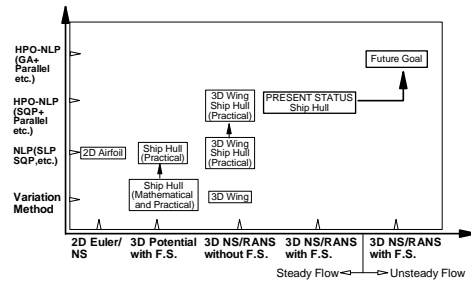 HPO-NLP
(GA+
Parallel
etc.)
Future Goal
HPO-NLP
(SQP+
Parallel
etc.)
3D Wing
Ship Hull
(Practical)
PRESENT STATUS
Ship Hull
NLP(SLP
SQP,etc.)
2D Airfoil
Ship Hull
(Practical)
3D Wing
Ship Hull
(Practical)
Variation
Method
Ship Hull
(Mathematical
and Practical)
3D Wing
2D Euler/
NS
3D Potential
with F.S.
3D NS/RANS
without F.S.
3D NS/RANS
with F.S.
3D NS/RANS
with F.S.
Steady Flow
Unsteady Flow